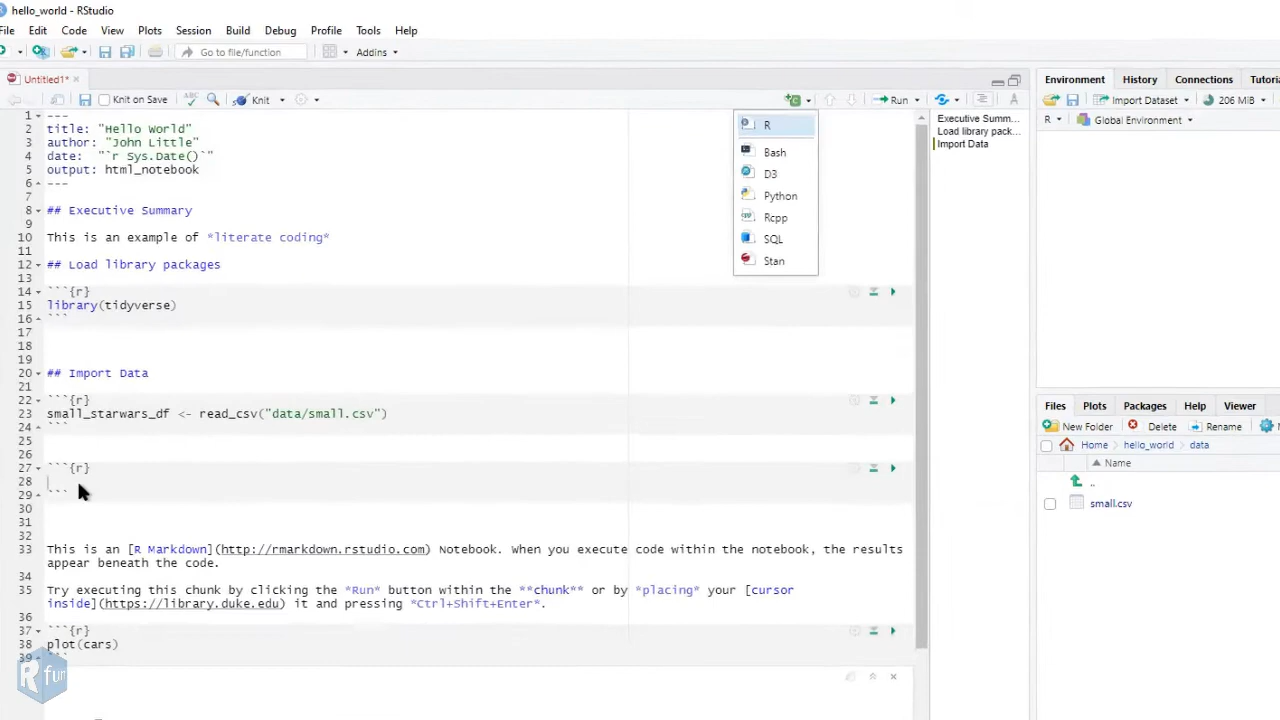 hello_world - RStudio
File Edit Code View Plots Session Build Debug Profile Tools Help
Go to file/function Addins
Untitled1*
Knit on Save ABC Knit Run
1 ---
2 title: "Hello World"
3 author: "John Little"
4 date: "`r Sys.Date()`"
5 output: html_notebook
6 ---
7
8 ## Executive Summary
9
10 This is an example of *literate coding*
11
12 ## Load library packages
13
14 ```{r}
15 library(tidyverse)
16 ```
17
18
19
20 ## Import Data
21
22 ```{r}
23 small_starwars_df <- read_csv("data/small.csv")
24 ```
25
26
27 ```{r}
28
29 ```
30
31
32
33 This is an [R Markdown](http://rmarkdown.rstudio.com) Notebook. When you execute code within the notebook, the results
appear beneath the code.
34
35 Try executing this chunk by clicking the *Run* button within the **chunk** or by *placing* your [cursor
inside](https://library.duke.edu) it and pressing *Ctrl+Shift+Enter*.
36
37 ```{r}
38 plot(cars)
39 ```
R fun
R
Bash
D3
Python
Rcpp
SQL
Stan
Executive Summ...
Load library pack...
Import Data
Environment History Connections Tutori
Import Dataset 206 MiB
R Global Environment
Files Plots Packages Help Viewer
New Folder Delete Rename
Home hello_world data
Name
..
small.csv